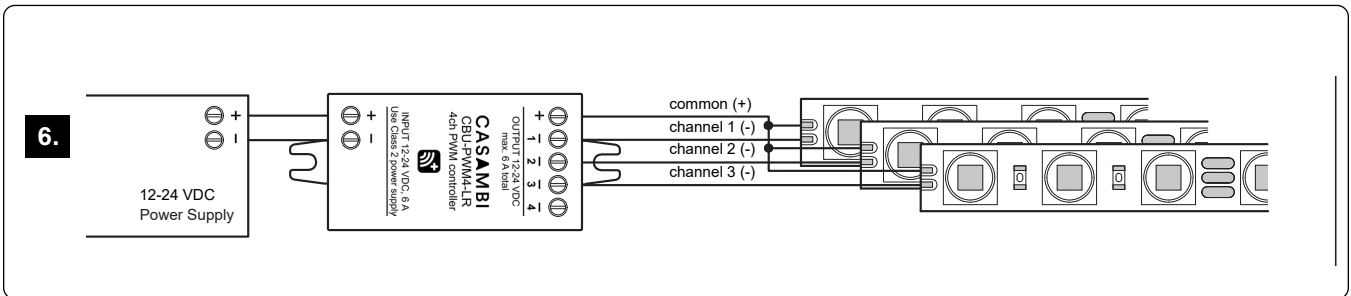 6.
+
−
12-24 VDC
Power Supply
+
−
INPUT 12-24 VDC, 6 A
Use Class 2 power supply
CASAMBI
CBU-PWM4-LR
4ch PWM controller
OUTPUT 12-24 VDC
max. 6 A total
+
1 −
2 −
3 −
4 −
common (+)
channel 1 (-)
channel 2 (-)
channel 3 (-)
0
0